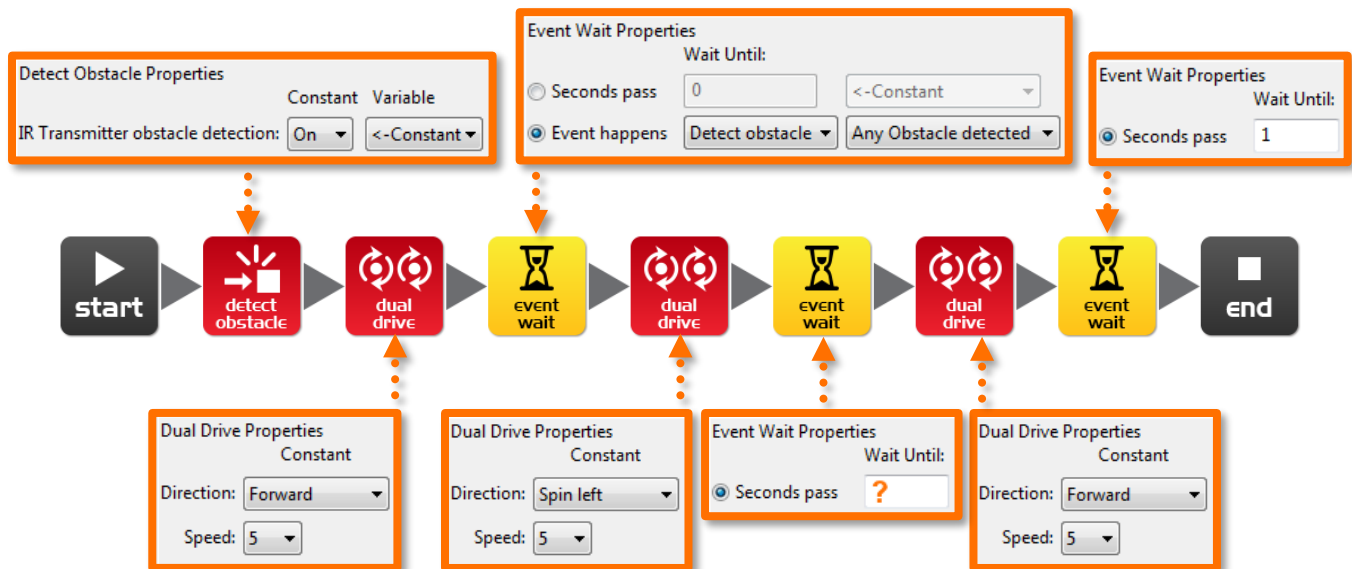 Detect Obstacle Properties
Constant Variable
IR Transmitter obstacle detection: On <-Constant
Event Wait Properties
Wait Until:
Seconds pass 0 <-Constant
Event happens Detect obstacle Any Obstacle detected
Event Wait Properties
Wait Until:
Seconds pass 1
start
detect
obstacle
dual
drive
event
wait
dual
drive
event
wait
dual
drive
event
wait
end
Dual Drive Properties
Constant
Direction: Forward
Speed: 5
Dual Drive Properties
Constant
Direction: Spin left
Speed: 5
Event Wait Properties
Wait Until:
Seconds pass ?
Dual Drive Properties
Constant
Direction: Forward
Speed: 5